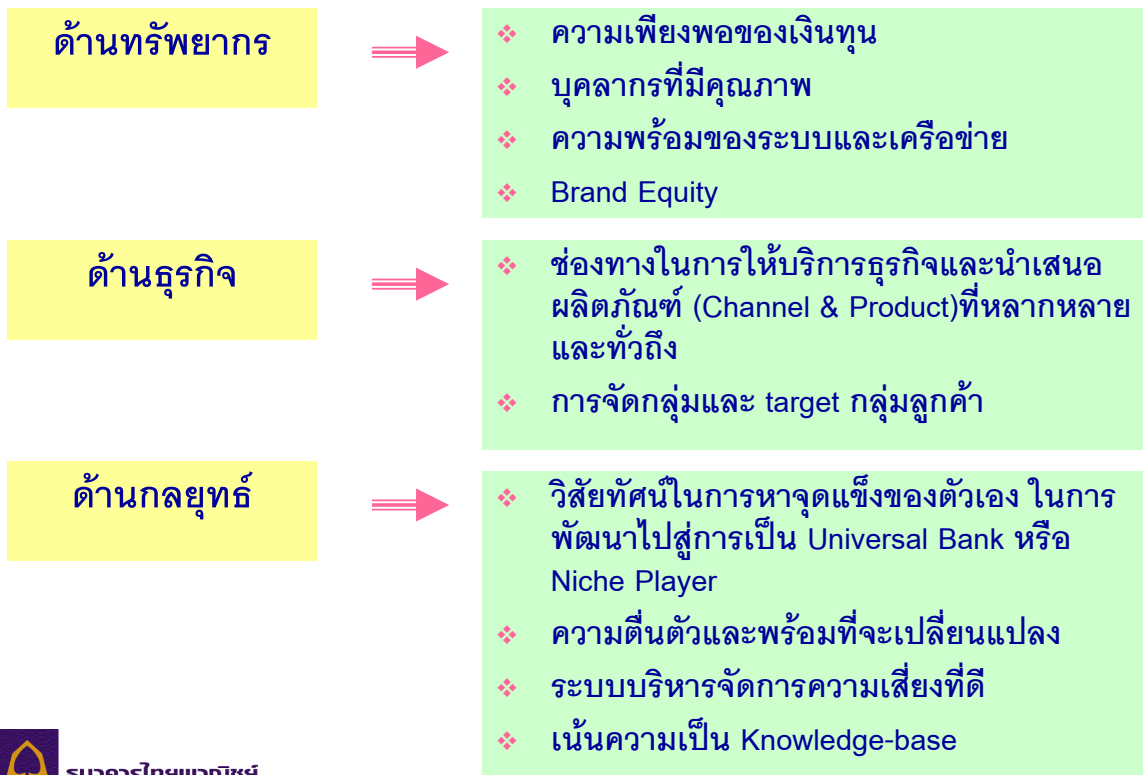 ด้านทรัพยากร
❖ ความเพียงพอของเงินทุน
❖ บุคลากรที่มีคุณภาพ
❖ ความพร้อมของระบบและเครือข่าย
❖ Brand Equity
ด้านธุรกิจ
❖ ช่องทางในการให้บริการธุรกิจและนำเสนอ
ผลิตภัณฑ์ (Channel & Product)ที่หลากหลาย
และทั่วถึง
❖ การจัดกลุ่มและ target กลุ่มลูกค้า
ด้านกลยุทธ์
❖ วิสัยทัศน์ในการหาจุดแข็งของตัวเอง ในการ
พัฒนาไปสู่การเป็น Universal Bank หรือ
Niche Player
❖ ความตื่นตัวและพร้อมที่จะเปลี่ยนแปลง
❖ ระบบบริหารจัดการความเสี่ยงที่ดี
❖ เน้นความเป็น Knowledge-base
ธนาคารไทยพาณิชย์